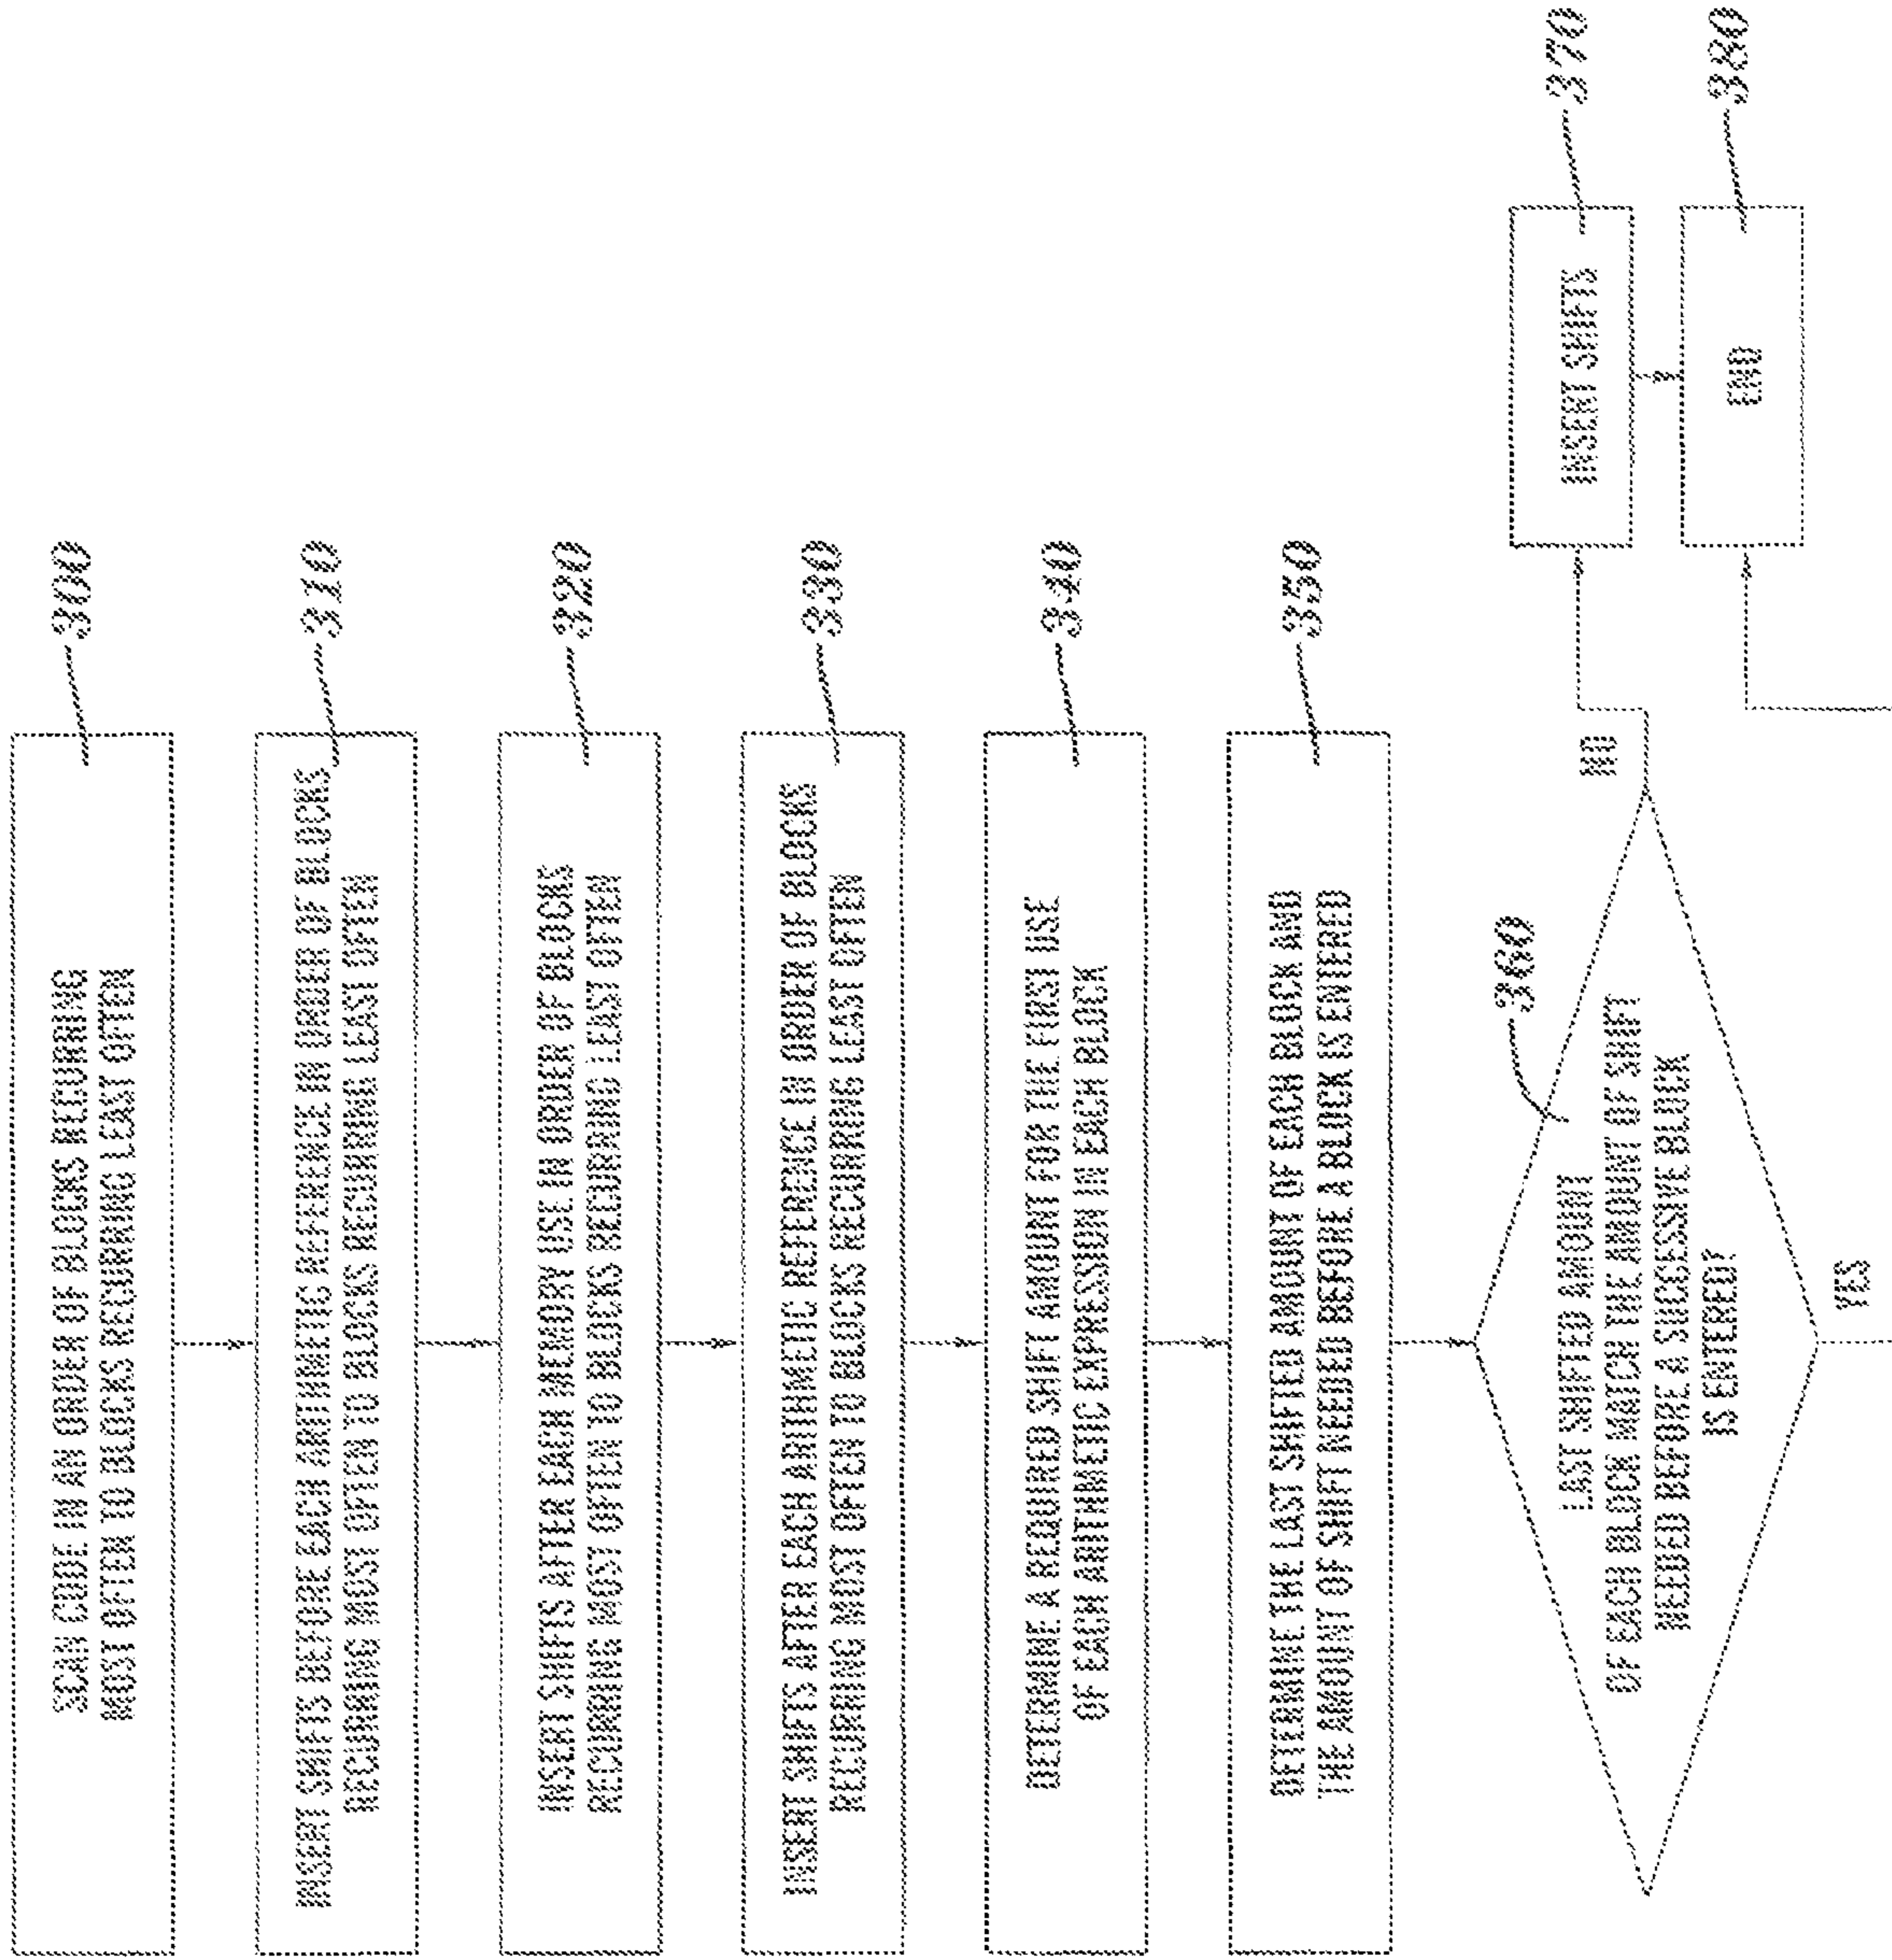 SCAN CODE IN AN ORDER OF BLOCKS RECURRING
MOST OFTEN TO BLOCKS RECURRING LEAST OFTEN
300
INSERT SHIFTS BEFORE EACH ARITHMETIC REFERENCE IN ORDER OF BLOCKS
RECURRING MOST OFTEN TO BLOCKS RECURRING LEAST OFTEN
310
INSERT SHIFTS AFTER EACH MEMORY USE IN ORDER OF BLOCKS
RECURRING MOST OFTEN TO BLOCKS RECURRING LEAST OFTEN
320
INSERT SHIFTS AFTER EACH ARITHMETIC REFERENCE IN ORDER OF BLOCKS
RECURRING MOST OFTEN TO BLOCKS RECURRING LEAST OFTEN
330
DETERMINE A REQUIRED SHIFT AMOUNT FOR THE FIRST USE
OF EACH ARITHMETIC EXPRESSION IN EACH BLOCK
340
DETERMINE THE LAST SHIFTED AMOUNT OF EACH BLOCK AND
THE AMOUNT OF SHIFT NEEDED BEFORE A BLOCK IS ENTERED
350
360
LAST SHIFTED AMOUNT
OF EACH BLOCK MATCH THE AMOUNT OF SHIFT
NEEDED BEFORE A SUCCESSIVE BLOCK
IS ENTERED?
NO
YES
INSERT SHIFTS
370
END
380